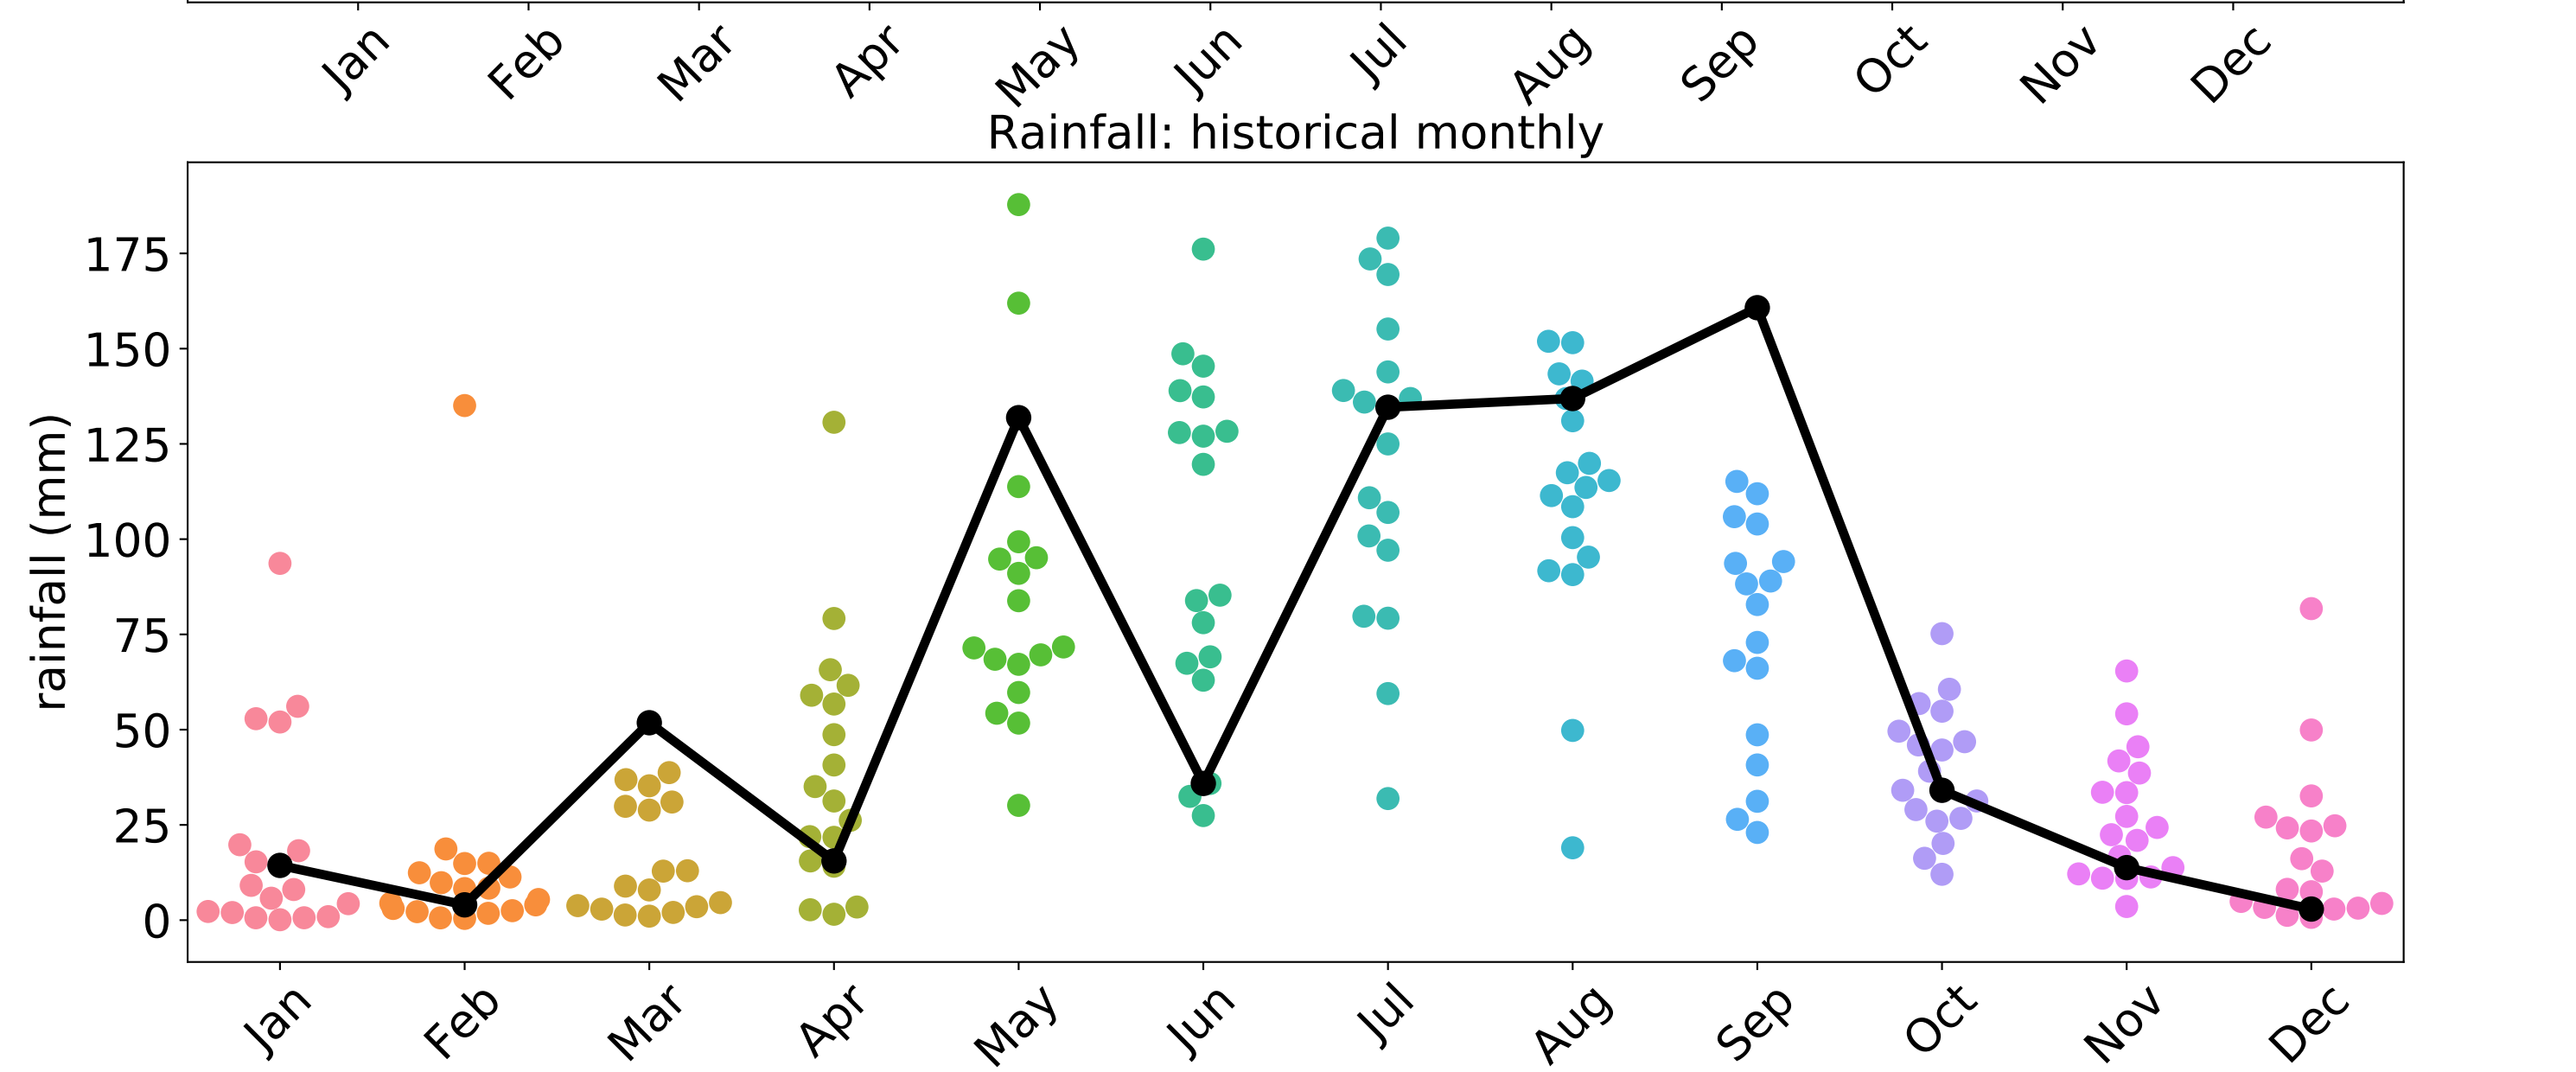 Jan Feb Mar Apr May Jun Jul Aug Sep Oct Nov Dec
Rainfall: historical monthly
rainfall (mm)
175
150
125
100
75
50
25
0
Jan Feb Mar Apr May Jun Jul Aug Sep Oct Nov Dec